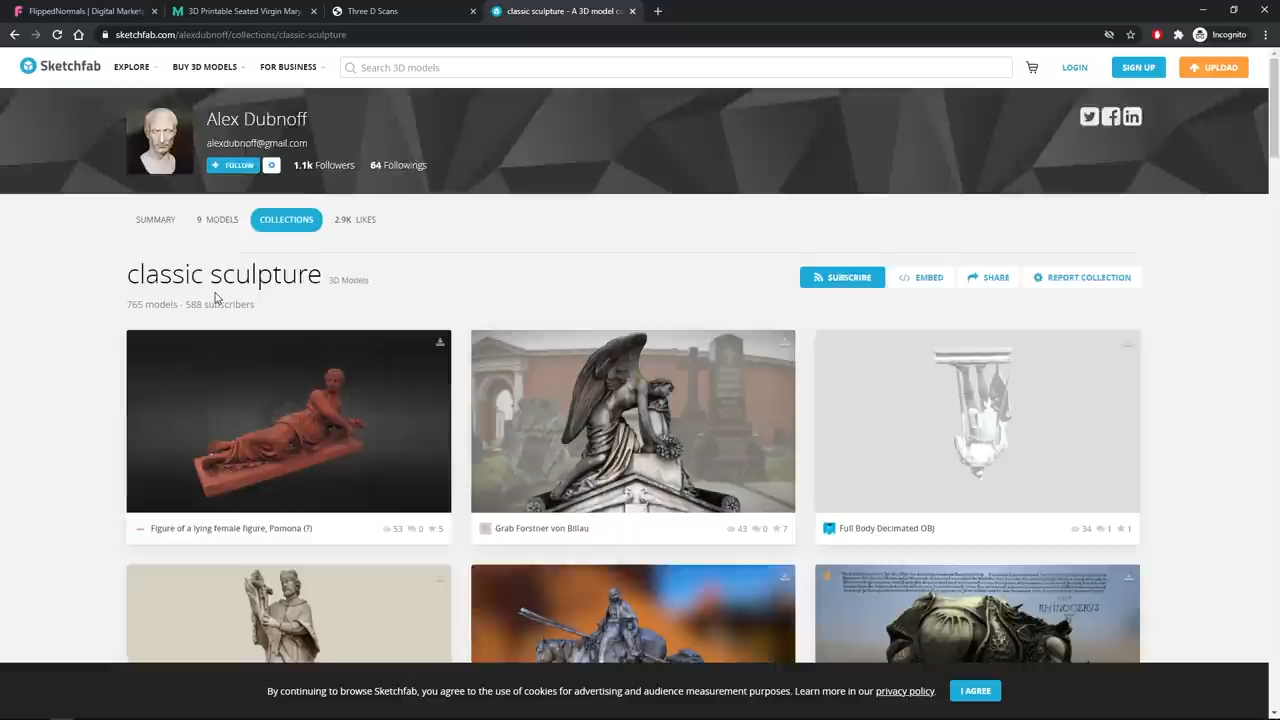 FlippedNormals | Digital Market
3D Printable Seated Virgin Mary
Three D Scans
classic sculpture - A 3D model co
sketchfab.com/alexdubnoff/collections/classic-sculpture
Incognito
Sketchfab
EXPLORE
BUY 3D MODELS
FOR BUSINESS
Search 3D models
LOGIN
SIGN UP
UPLOAD
Alex Dubnoff
alexdubnoff@gmail.com
FOLLOW
1.1k Followers
64 Followings
SUMMARY
9 MODELS
COLLECTIONS
2.9K LIKES
classic sculpture 3D Models
765 models - 588 subscribers
SUBSCRIBE
</> EMBED
SHARE
REPORT COLLECTION
Figure of a lying female figure, Pomona (?)
53
0
5
Grab Forstner von Billau
43
0
7
Full Body Decimated OBJ
34
1
1
RHINOCERVS
By continuing to browse Sketchfab, you agree to the use of cookies for advertising and audience measurement purposes. Learn more in our privacy policy.
I AGREE